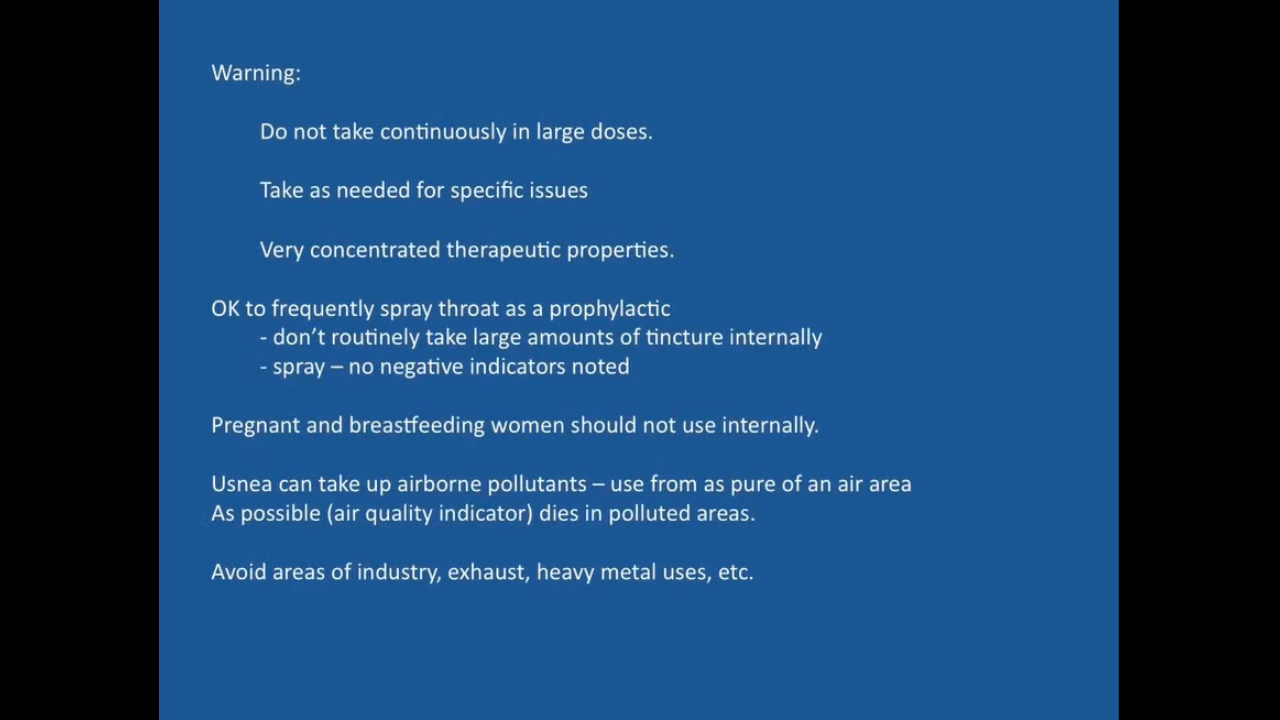 Warning:
Do not take continuously in large doses.
Take as needed for specific issues
Very concentrated therapeutic properties.
OK to frequently spray throat as a prophylactic
- don’t routinely take large amounts of tincture internally
- spray – no negative indicators noted
Pregnant and breastfeeding women should not use internally.
Usnea can take up airborne pollutants – use from as pure of an air area
As possible (air quality indicator) dies in polluted areas.
Avoid areas of industry, exhaust, heavy metal uses, etc.